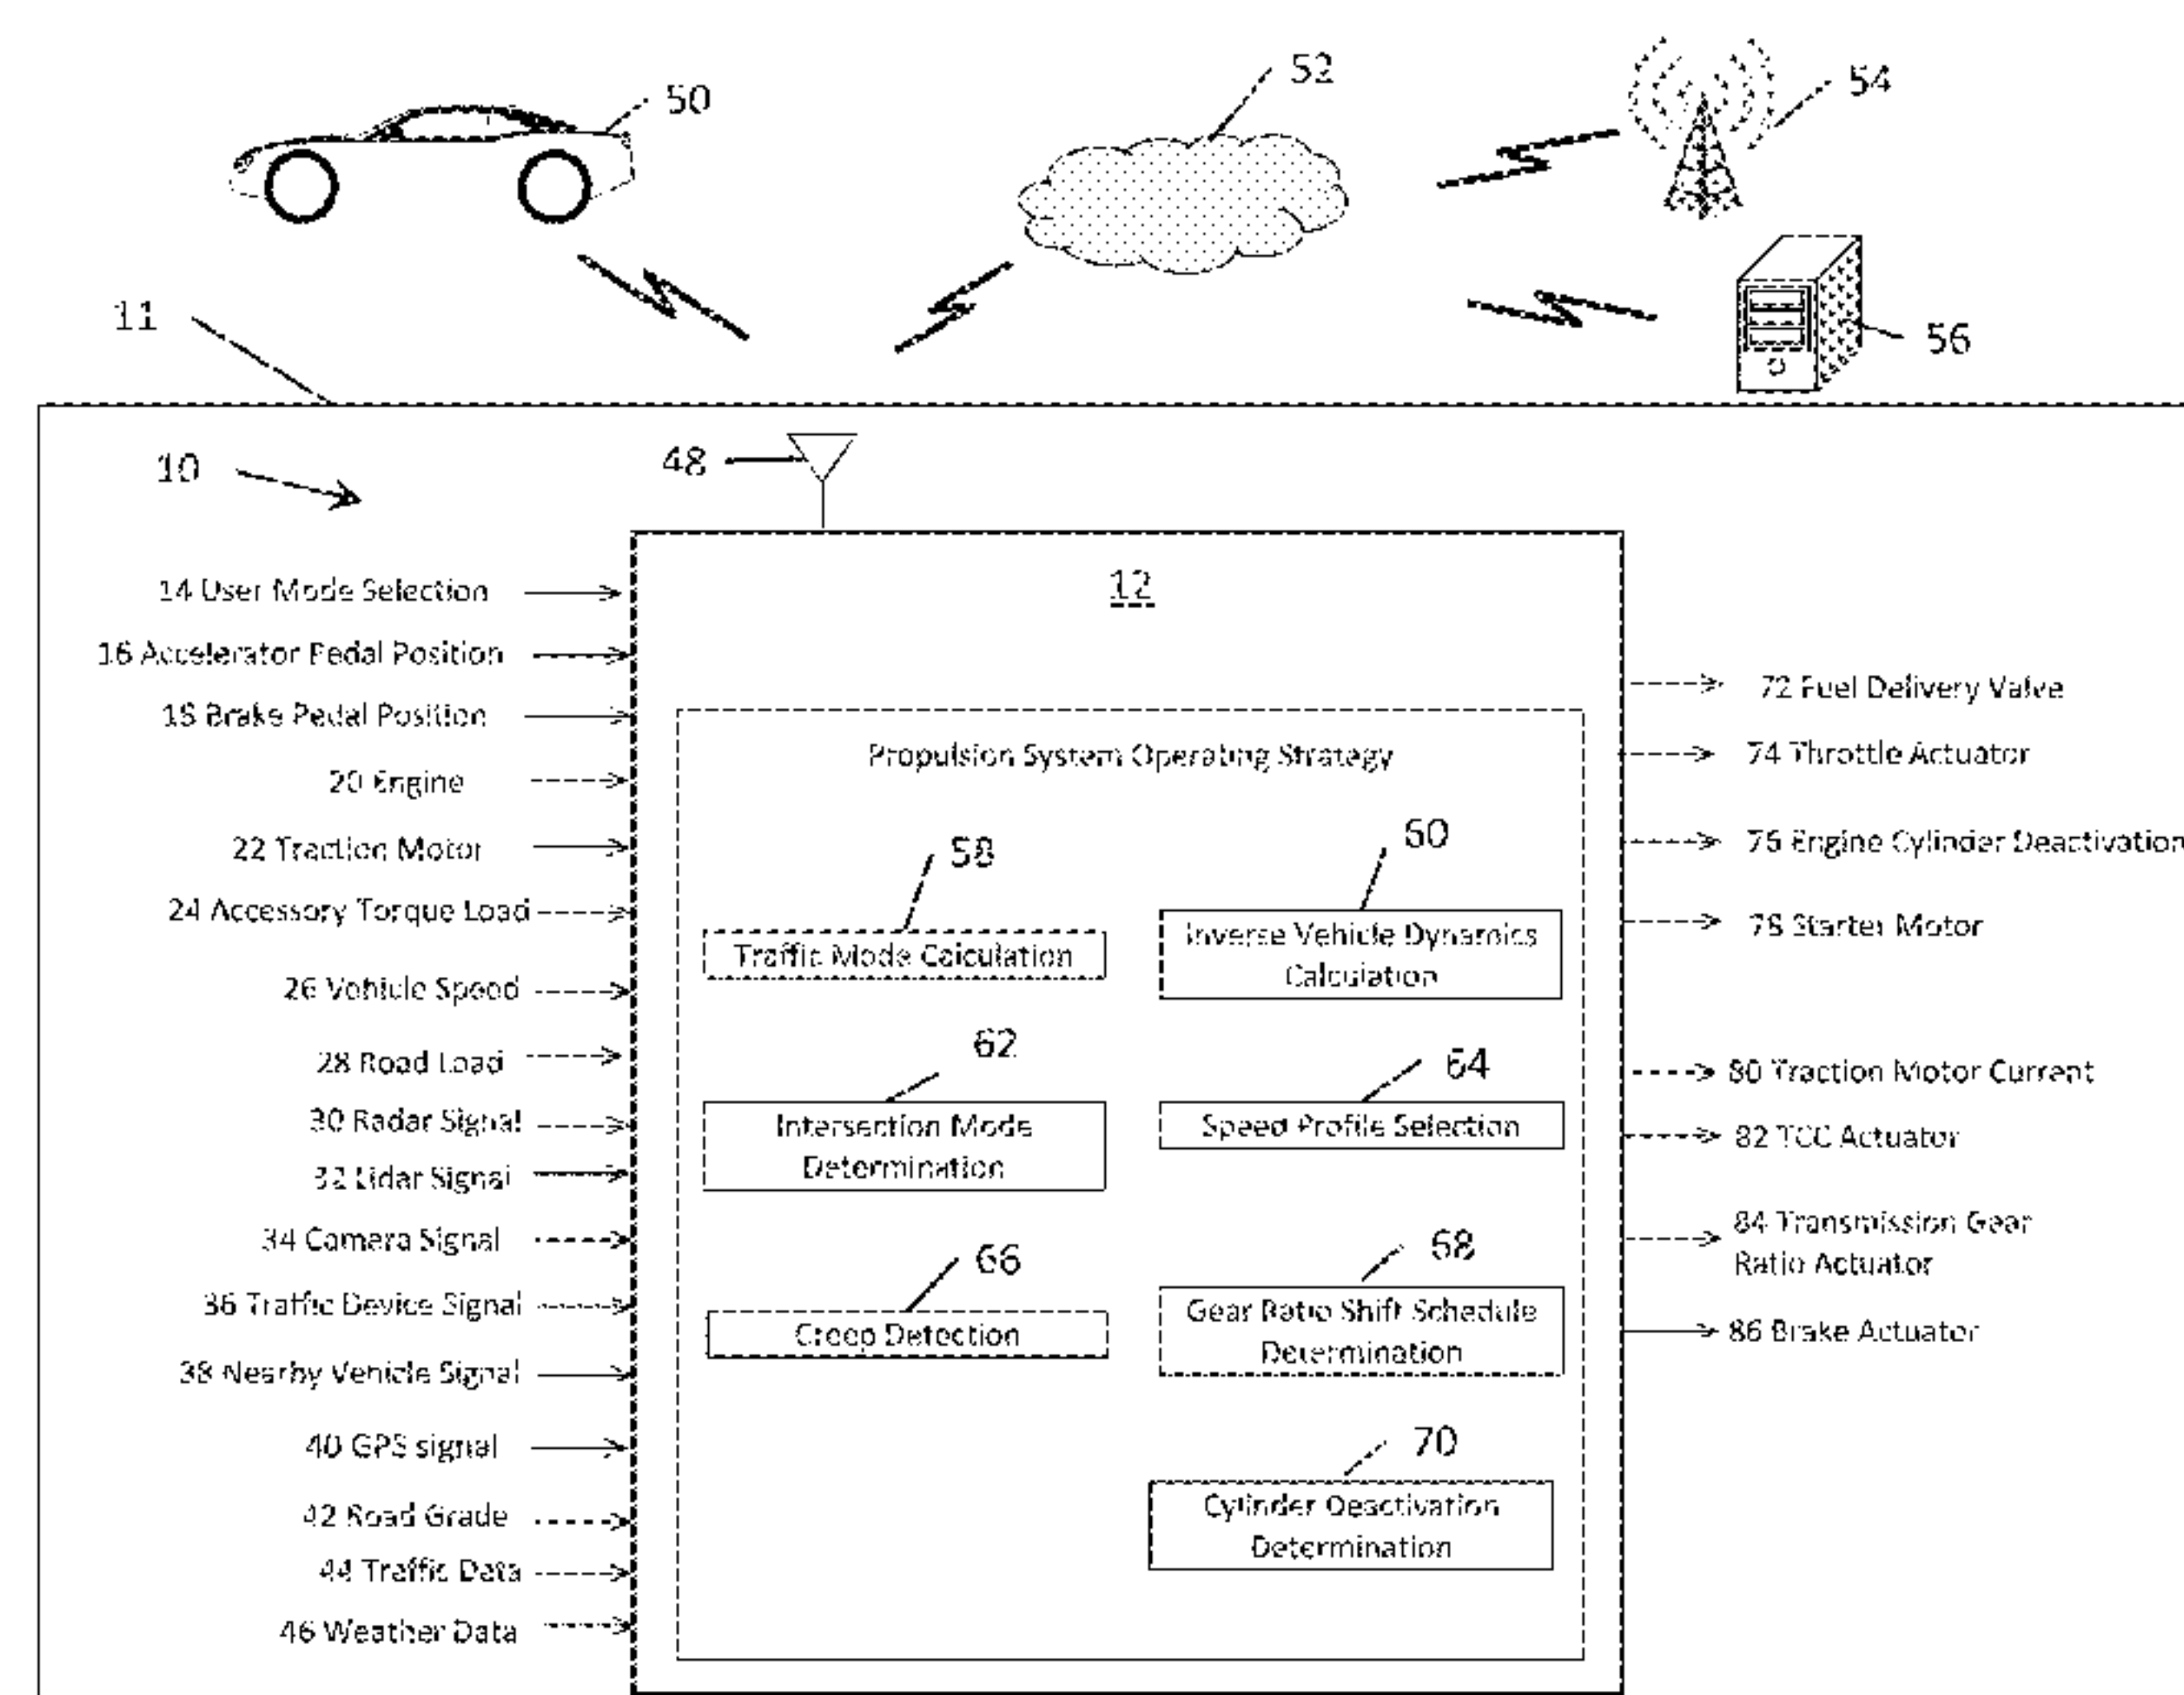 50
52
54
11
56
10
48
12
14 User Mode Selection
16 Accelerator Pedal Position
18 Brake Pedal Position
20 Engine
22 Traction Motor
24 Accessory Torque Load
26 Vehicle Speed
28 Road Load
30 Radar Signal
32 Lidar Signal
34 Camera Signal
36 Traffic Device Signal
38 Nearby Vehicle Signal
40 GPS signal
42 Road Grade
44 Traffic Data
46 Weather Data
Propulsion System Operating Strategy
58
Traffic Mode Calculation
60
Inverse Vehicle Dynamics
Calculation
62
Intersection Mode
Determination
64
Speed Profile Selection
66
Creep Detection
68
Gear Ratio Shift Schedule
Determination
70
Cylinder Deactivation
Determination
72 Fuel Delivery Valve
74 Throttle Actuator
76 Engine Cylinder Deactivation
78 Starter Motor
80 Traction Motor Current
82 TCC Actuator
84 Transmission Gear
Ratio Actuator
86 Brake Actuator